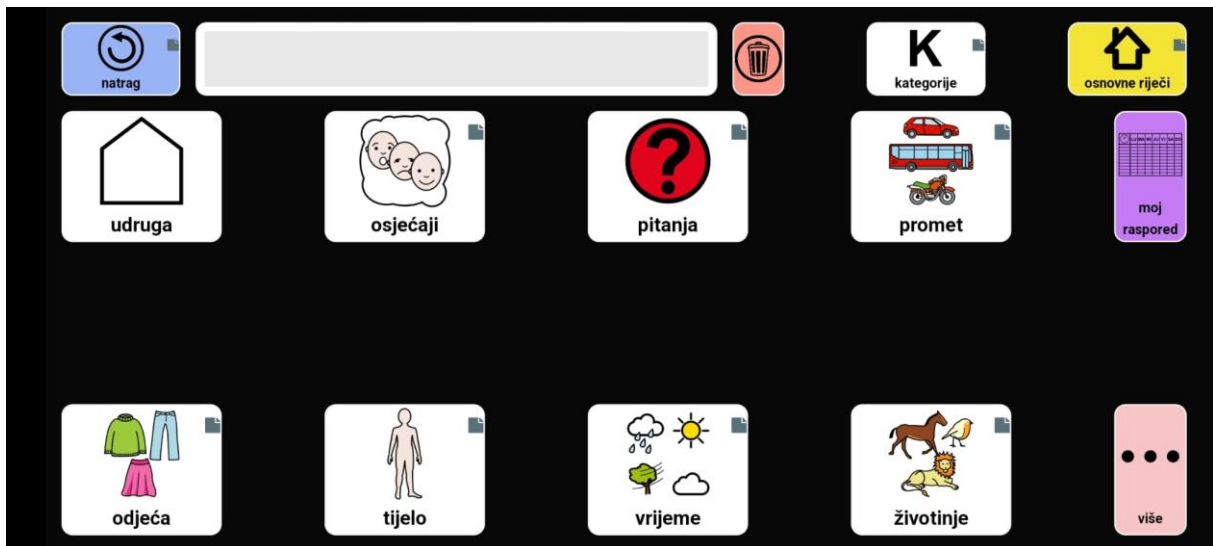 natrag
K
kategorije
osnovne riječi
udruga
osjećaji
?
pitanja
promet
moj
raspored
odjeća
tijelo
vrijeme
životinje
više